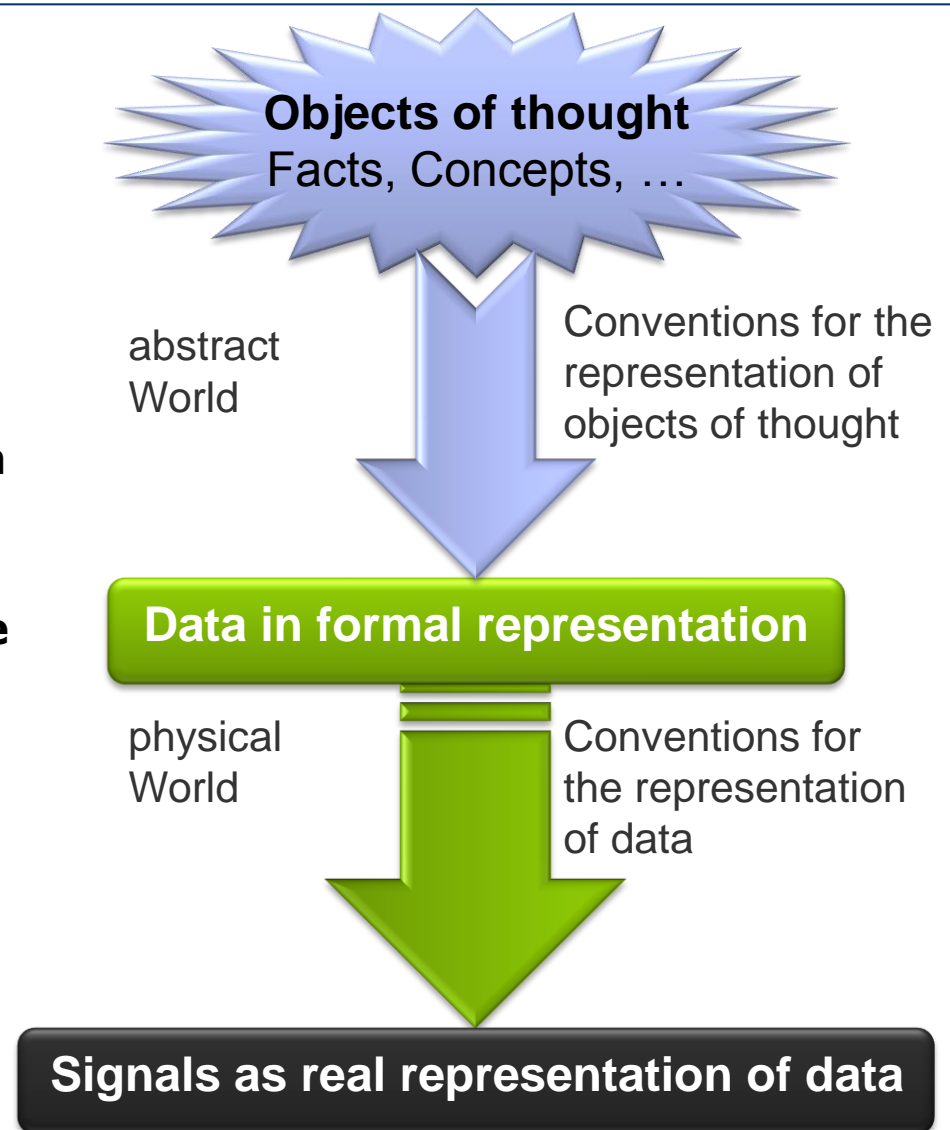 Objects of thought
Facts, Concepts, …
abstract
World
Conventions for the
representation of
objects of thought
Data in formal representation
physical
World
Conventions for
the representation
of data
Signals as real representation of data